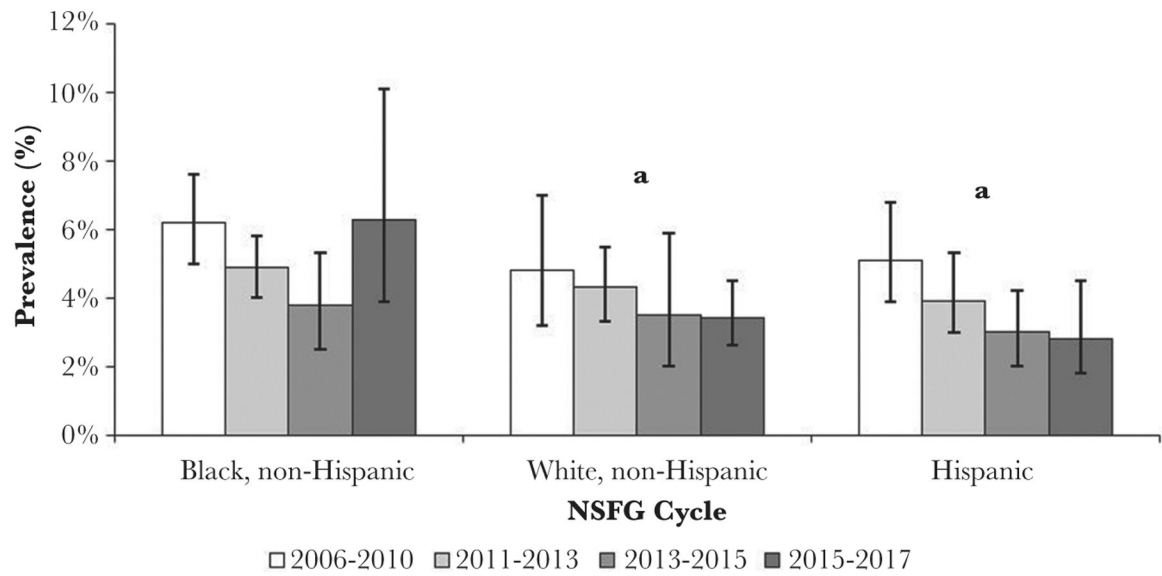 12%
10%
8%
6%
4%
2%
0%
Prevalence (%)
a
a
Black, non-Hispanic
White, non-Hispanic
Hispanic
NSFG Cycle
2006-2010
2011-2013
2013-2015
2015-2017